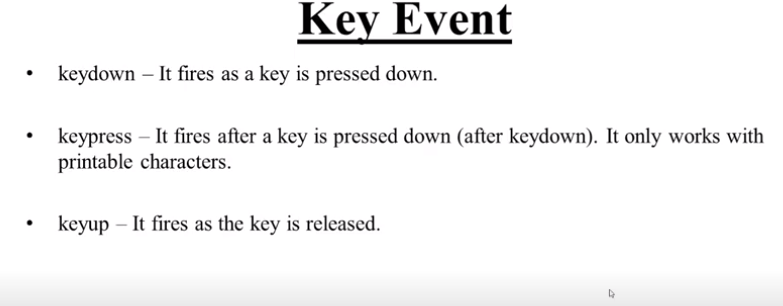 Key Event
• keydown – It fires as a key is pressed down.
• keypress – It fires after a key is pressed down (after keydown). It only works with
printable characters.
• keyup – It fires as the key is released.